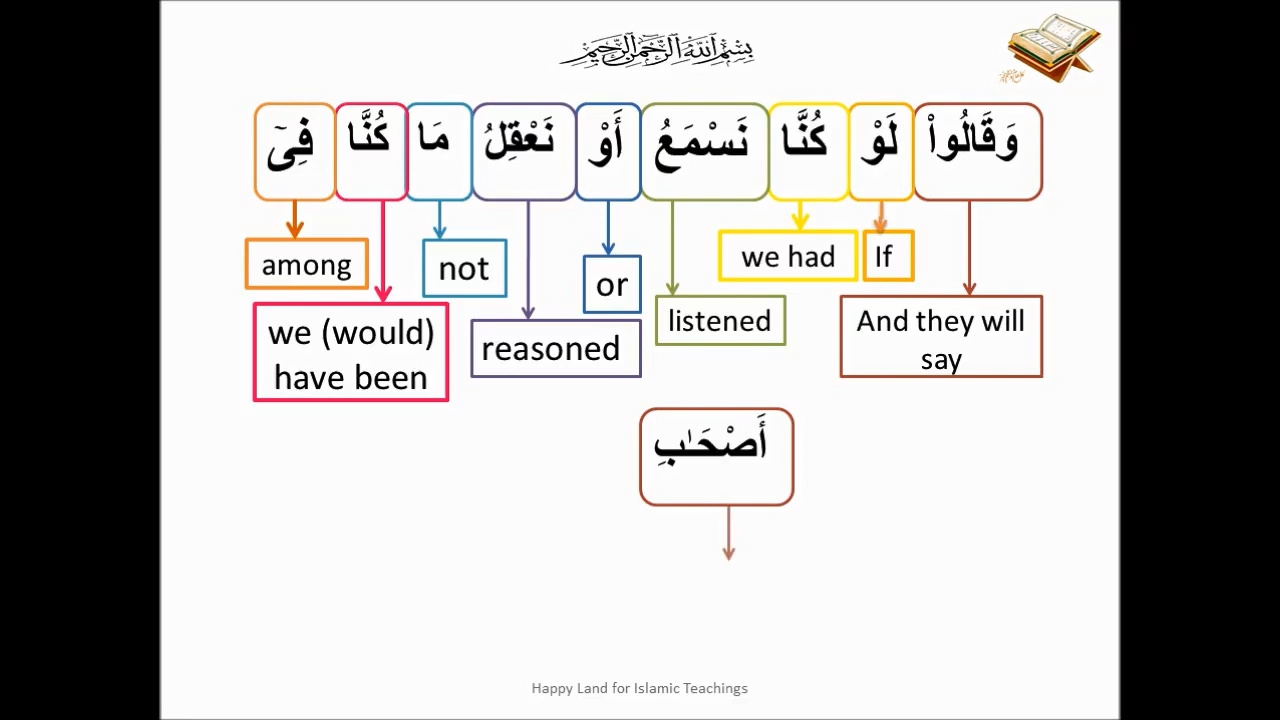 بِسْمِ اللَّهِ الرَّحْمَٰنِ الرَّحِيمِ
وَقَالُوا۟ لَوْ كُنَّا نَسْمَعُ أَوْ نَعْقِلُ مَا كُنَّا فِىٓ
And they will say
If
we had
listened
or
reasoned
not
we (would) have been
among
أَصْحَـٰبِ
Happy Land for Islamic Teachings